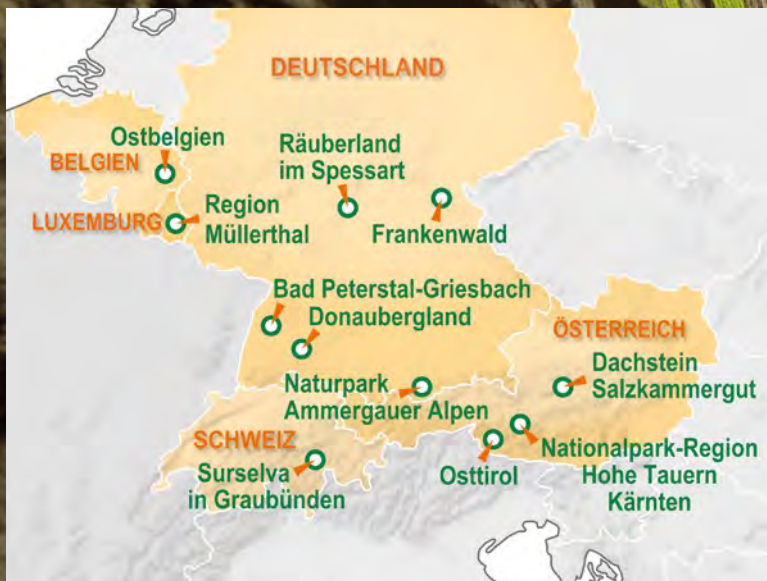 DEUTSCHLAND
Ostbelgien
BELGIEN
Räuberland
im Spessart
LUXEMBURG
Region
Müllerthal
Frankenwald
Bad Peterstal-Griesbach
Donaubergland
ÖSTERREICH
Dachstein
Salzkammergut
Naturpark
Ammergauer Alpen
SCHWEIZ
Surselva
in Graubünden
Osttirol
Nationalpark-Region
Hohe Tauern
Kärnten